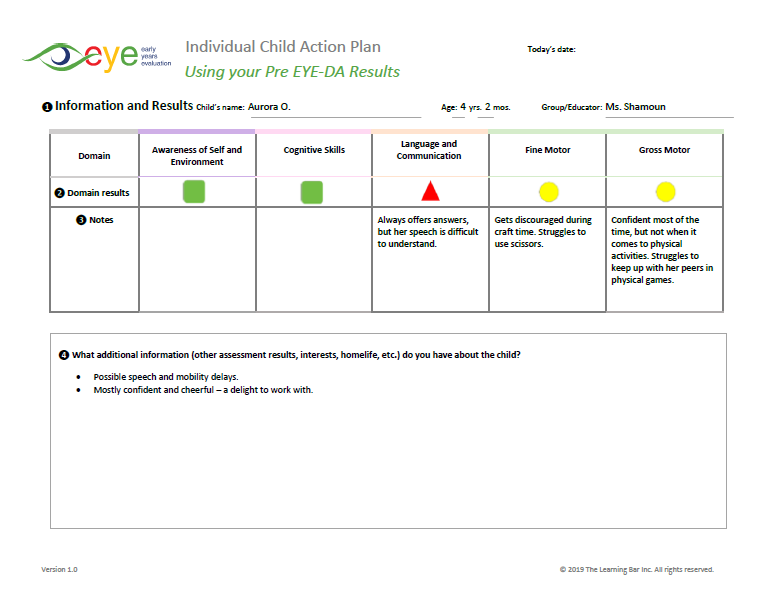 eye early years evaluation
Individual Child Action Plan
Today's date:
Using your Pre EYE-DA Results
❶ Information and Results Child's name: Aurora O. Age: 4 yrs. 2 mos. Group/Educator: Ms. Shamoun
Domain
Awareness of Self and
Environment
Cognitive Skills
Language and
Communication
Fine Motor
Gross Motor
❷ Domain results
❸ Notes
Always offers answers,
but her speech is difficult
to understand.
Gets discouraged during
craft time. Struggles to
use scissors.
Confident most of the
time, but not when it
comes to physical
activities. Struggles to
keep up with her peers in
physical games.
❹ What additional information (other assessment results, interests, homelife, etc.) do you have about the child?
• Possible speech and mobility delays.
• Mostly confident and cheerful – a delight to work with.
Version 1.0
© 2019 The Learning Bar Inc. All rights reserved.